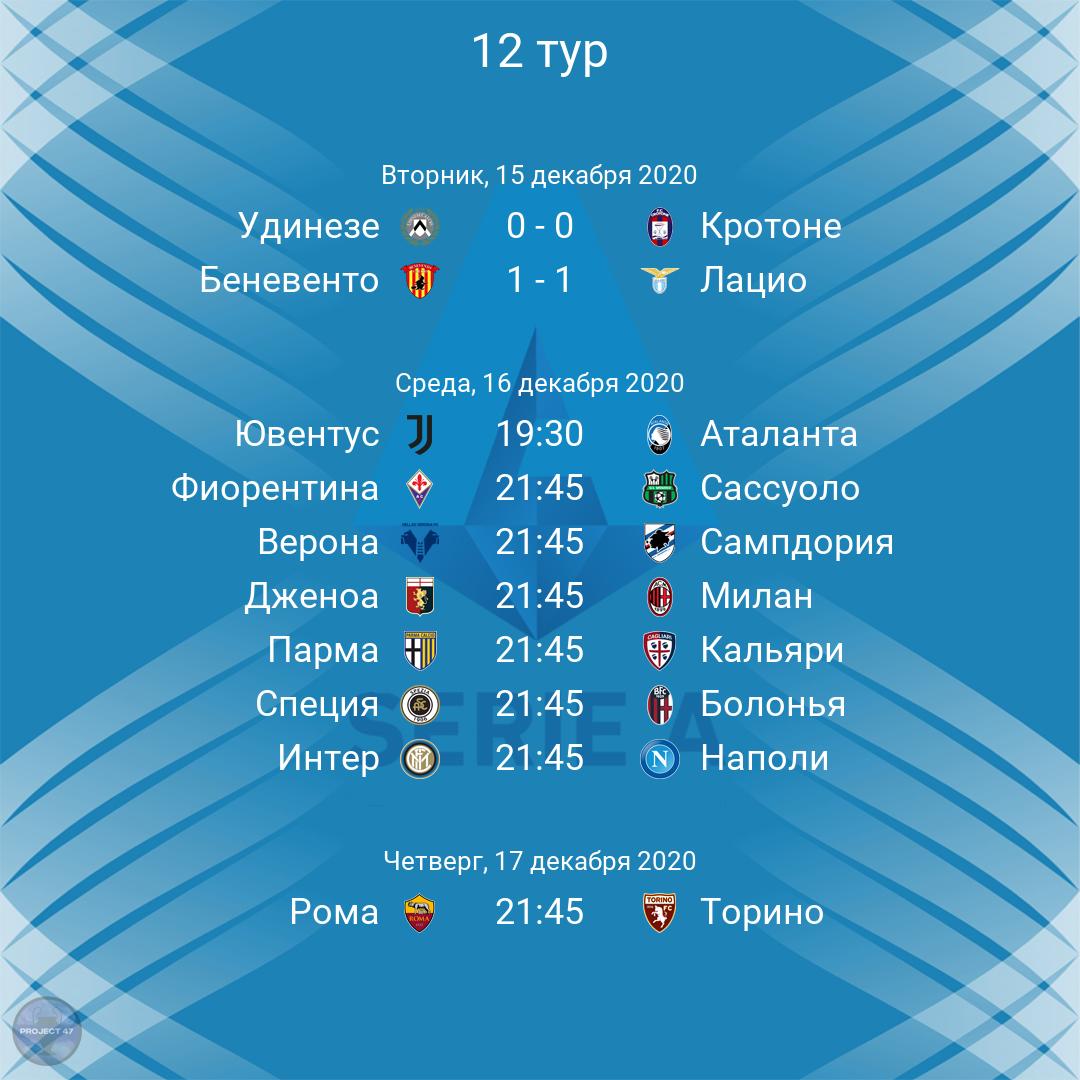 12 тур
Вторник, 15 декабря 2020
Удинезе 0 - 0 Кротоне
Беневенто 1 - 1 Лацио
Среда, 16 декабря 2020
Ювентус 19:30 Аталанта
Фиорентина 21:45 Сассуоло
Верона 21:45 Сампдория
Дженоа 21:45 Милан
Парма 21:45 Кальяри
Специя 21:45 Болонья
SERIE A
Интер 21:45 Наполи
Четверг, 17 декабря 2020
Рома 21:45 Торино
PROJECT 47